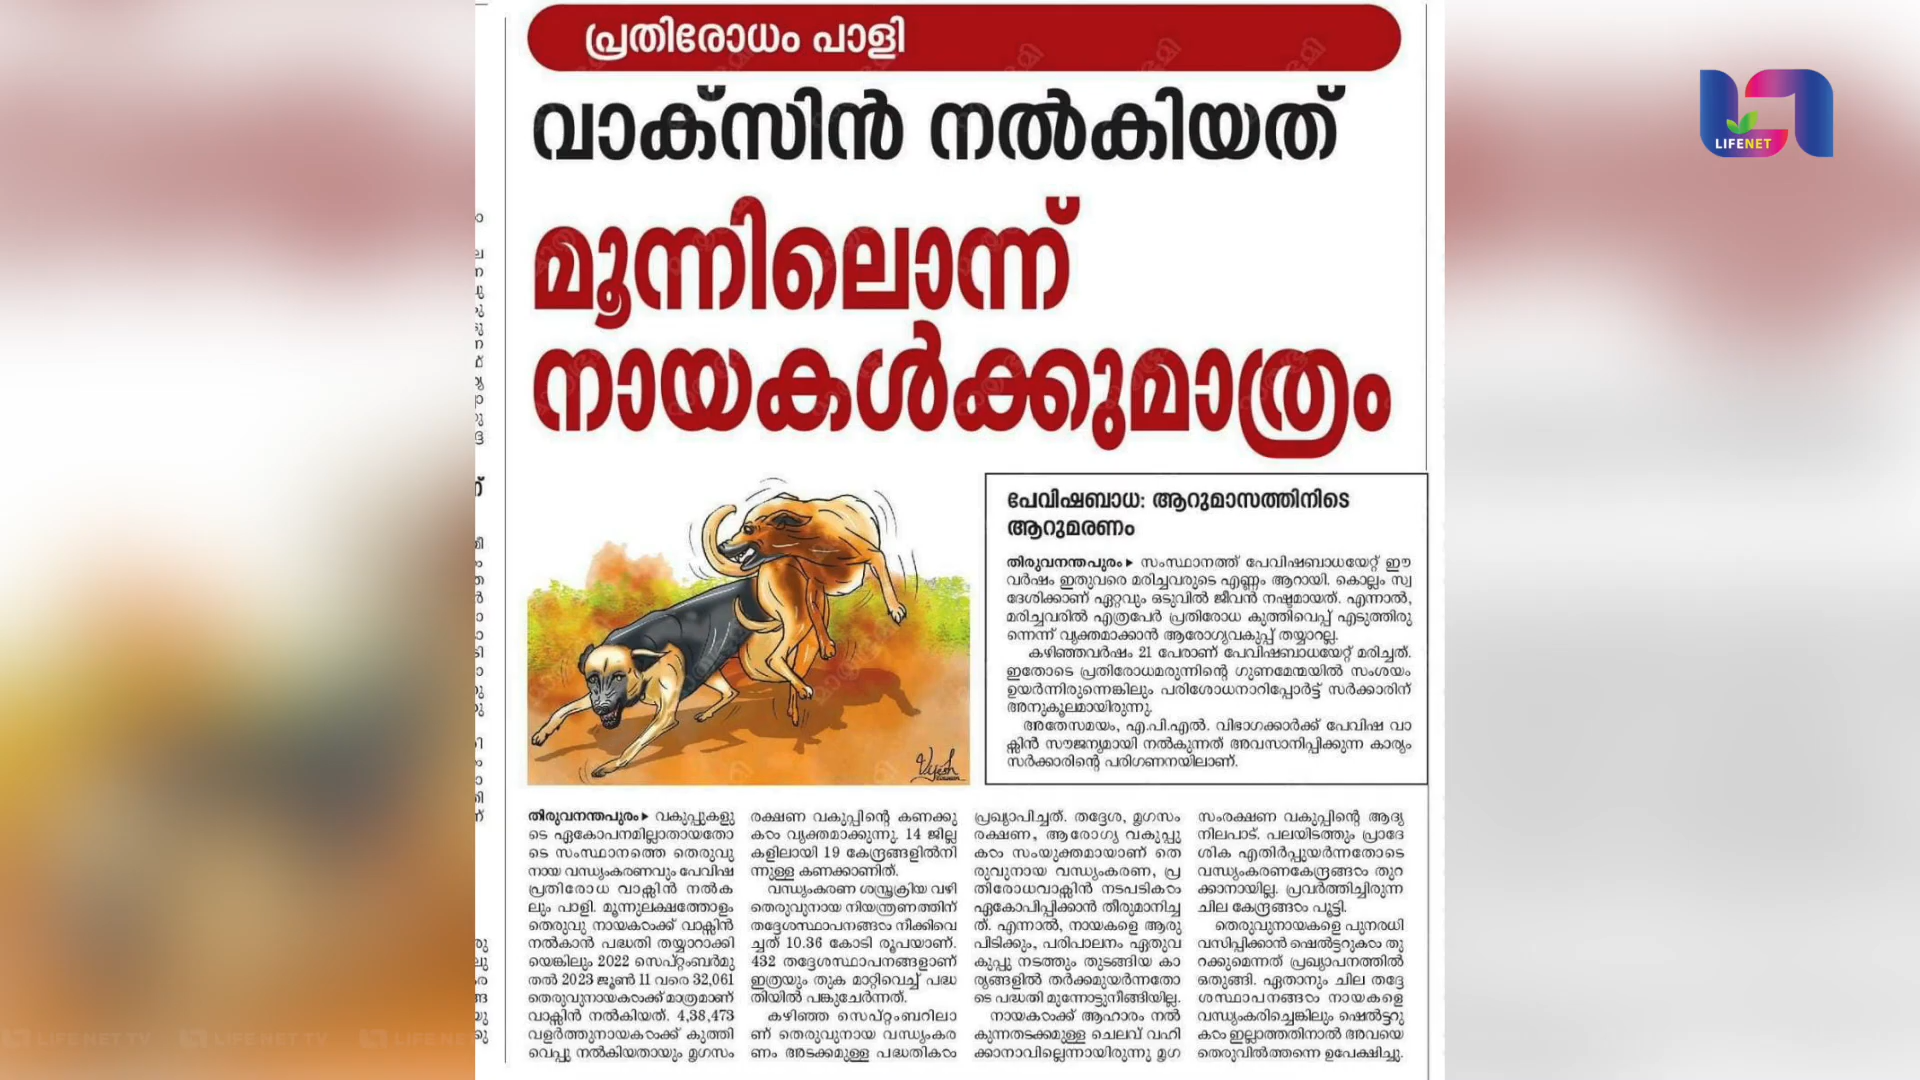 പ്രതിരോധം പാളി
വാക്സിൻ നൽകിയത്
മൂന്നിലൊന്ന്
നായകൾക്കുമാത്രം
LIFENET
പേവിഷബാധ: ആറുമാസത്തിനിടെ
ആറുമരണം
തിരുവനന്തപുരം ▸ സംസ്ഥാനത്ത് പേവിഷബാധയേറ്റ് ഈ
വർഷം ഇതുവരെ മരിച്ചവരുടെ എണ്ണം ആറായി. കൊല്ലം സ്വ
ദേശിക്കാണ് ഏറ്റവും ഒടുവിൽ ജീവൻ നഷ്ടമായത്. എന്നാൽ,
മരിച്ചവരിൽ എത്രപേർ പ്രതിരോധ കുത്തിവെപ്പ് എടുത്തിരു
ന്നെന്ന് വ്യക്തമാക്കാൻ ആരോഗ്യവകുപ്പ് തയ്യാറല്ല.
കഴിഞ്ഞവർഷം 21 പേരാണ് പേവിഷബാധയേറ്റ് മരിച്ചത്.
ഇതോടെ പ്രതിരോധമരുന്നിന്റെ ഗുണമേന്മയിൽ സംശയം
ഉയർന്നിരുന്നെങ്കിലും പരിശോധനാറിപ്പോർട്ട് സർക്കാരിന്
അനുകൂലമായിരുന്നു.
അതേസമയം, എ.പി.എൽ. വിഭാഗക്കാർക്ക് പേവിഷ വാ
ക്സിൻ സൗജന്യമായി നൽകുന്നത് അവസാനിപ്പിക്കുന്ന കാര്യം
സർക്കാരിന്റെ പരിഗണനയിലാണ്.
തിരുവനന്തപുരം ▸ വകുപ്പുകളു
ടെ ഏകോപനമില്ലാതായതോ
ടെ സംസ്ഥാനത്തെ തെരുവു
നായ വന്ധ്യംകരണവും പേവിഷ
പ്രതിരോധ വാക്സിൻ നൽക
ലും പാളി. മൂന്നുലക്ഷത്തോളം
തെരുവു നായകൾക്ക് വാക്സിൻ
നൽകാൻ പദ്ധതി തയ്യാറാക്കി
യെങ്കിലും 2022 സെപ്റ്റംബർമു
തൽ 2023 ജൂൺ 11 വരെ 32,061
തെരുവുനായകൾക്ക് മാത്രമാണ്
വാക്സിൻ നൽകിയത്. 4,38,473
വളർത്തുനായകൾക്ക് കുത്തി
വെപ്പു നൽകിയതായും മൃഗസം
രക്ഷണ വകുപ്പിന്റെ കണക്കു
കൾ വ്യക്തമാക്കുന്നു. 14 ജില്ല
കളിലായി 19 കേന്ദ്രങ്ങളിൽനി
ന്നുള്ള കണക്കാണിത്.
വന്ധ്യംകരണ ശസ്ത്രക്രിയ വഴി
തെരുവുനായ നിയന്ത്രണത്തിന്
തദ്ദേശസ്ഥാപനങ്ങൾ നീക്കിവെ
ച്ചത് 10.36 കോടി രൂപയാണ്.
432 തദ്ദേശസ്ഥാപനങ്ങളാണ്
ഇത്രയും തുക മാറ്റിവെച്ച് പദ്ധ
തിയിൽ പങ്കുചേർന്നത്.
കഴിഞ്ഞ സെപ്റ്റംബറിലാ
ണ് തെരുവുനായ വന്ധ്യംകര
ണം അടക്കമുള്ള പദ്ധതികൾ
പ്രഖ്യാപിച്ചത്. തദ്ദേശ, മൃഗസം
രക്ഷണ, ആരോഗ്യ വകുപ്പു
കൾ സംയുക്തമായാണ് തെ
രുവുനായ വന്ധ്യംകരണ, പ്ര
തിരോധവാക്സിൻ നടപടികൾ
ഏകോപിപ്പിക്കാൻ തീരുമാനിച്ച
ത്. എന്നാൽ, നായകളെ ആരു
പിടിക്കും, പരിപാലനം ഏതുവ
കുപ്പു നടത്തും തുടങ്ങിയ കാ
ര്യങ്ങളിൽ തർക്കമുയർന്നതോ
ടെ പദ്ധതി മുന്നോട്ടുനീങ്ങിയില്ല.
നായകൾക്ക് ആഹാരം നൽ
കുന്നതടക്കമുള്ള ചെലവ് വഹി
ക്കാനാവില്ലെന്നായിരുന്നു മൃഗ
സംരക്ഷണ വകുപ്പിന്റെ ആദ്യ
നിലപാട്. പലയിടത്തും പ്രാദേ
ശിക എതിർപ്പുയർന്നതോടെ
വന്ധ്യംകരണകേന്ദ്രങ്ങൾ തുറ
ക്കാനായില്ല. പ്രവർത്തിച്ചിരുന്ന
ചില കേന്ദ്രങ്ങൾ പൂട്ടി.
തെരുവുനായകളെ പുനരധി
വസിപ്പിക്കാൻ ഷെൽട്ടറുകൾ തു
റക്കുമെന്നത് പ്രഖ്യാപനത്തിൽ
ഒതുങ്ങി. ഏതാനും ചില തദ്ദേ
ശസ്ഥാപനങ്ങൾ നായകളെ
വന്ധ്യംകരിച്ചെങ്കിലും ഷെൽട്ടറു
കൾ ഇല്ലാത്തതിനാൽ അവയെ
തെരുവിൽത്തന്നെ ഉപേക്ഷിച്ചു.
LIFE NET TV LIFE NET TV LIFE NE